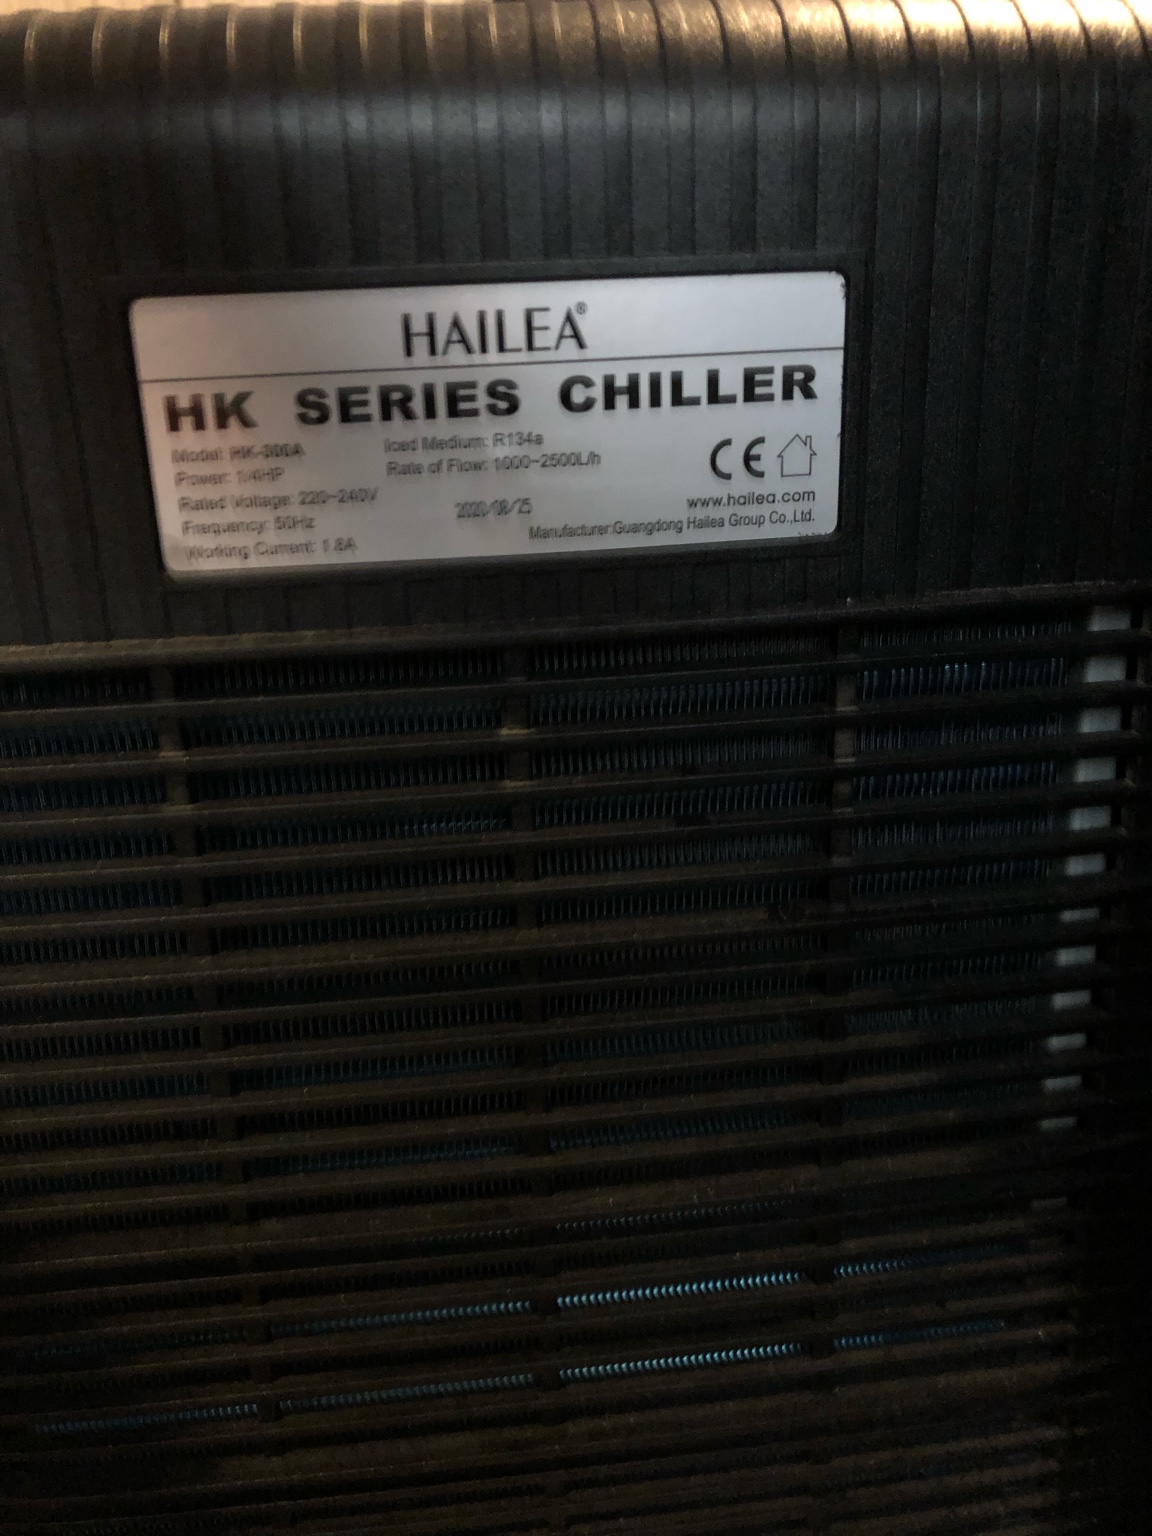 HAILEA®
HK SERIES CHILLER
Model: HK-300A
Power: 1/4HP
Rated Voltage: 220~240V
Frequency: 50Hz
Working Current: 1.8A
Iced Medium: R134a
Rate of Flow: 1000~2500L/h
2020/08/25
CE
www.hailea.com
Manufacturer:Guangdong Hailea Group Co.,Ltd.